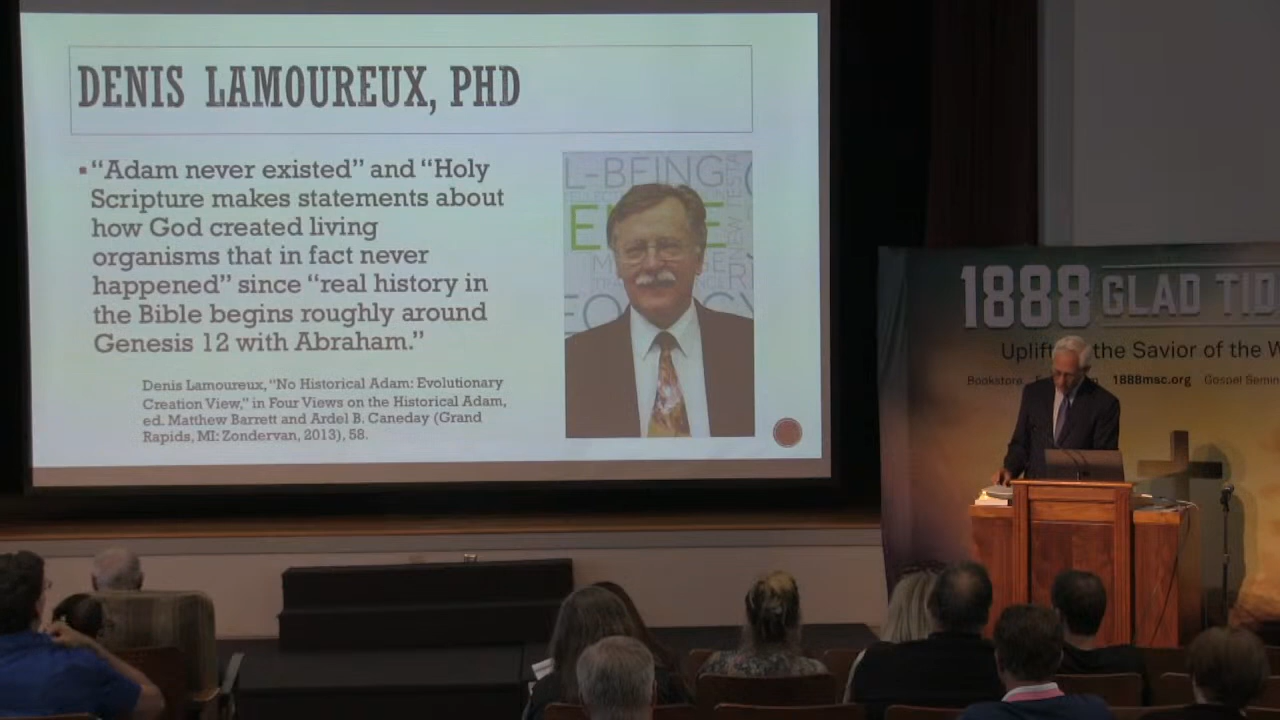 DENIS LAMOUREUX, PHD
▪“Adam never existed” and “Holy
Scripture makes statements about
how God created living
organisms that in fact never
happened” since “real history in
the Bible begins roughly around
Genesis 12 with Abraham.”
Denis Lamoureux, “No Historical Adam: Evolutionary
Creation View,” in Four Views on the Historical Adam,
ed. Matthew Barrett and Ardel B. Caneday (Grand
Rapids, MI: Zondervan, 2013), 58.
L-BEING
1888 GLAD TID
the Savior of the W
Bookstore 1888msc.org Gospel Semin